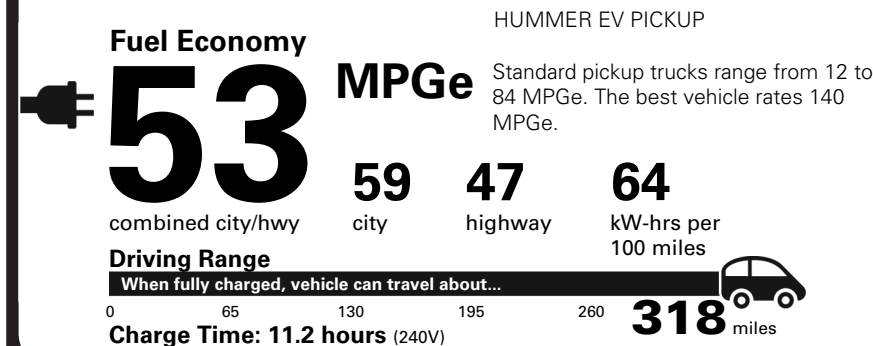 HUMMER EV PICKUP
Fuel Economy
53 MPGe
Standard pickup trucks range from 12 to
84 MPGe. The best vehicle rates 140
MPGe.
59 47 64
combined city/hwy city highway kW-hrs per
100 miles
Driving Range
When fully charged, vehicle can travel about...
0 65 130 195 260 318 miles
Charge Time: 11.2 hours (240V)